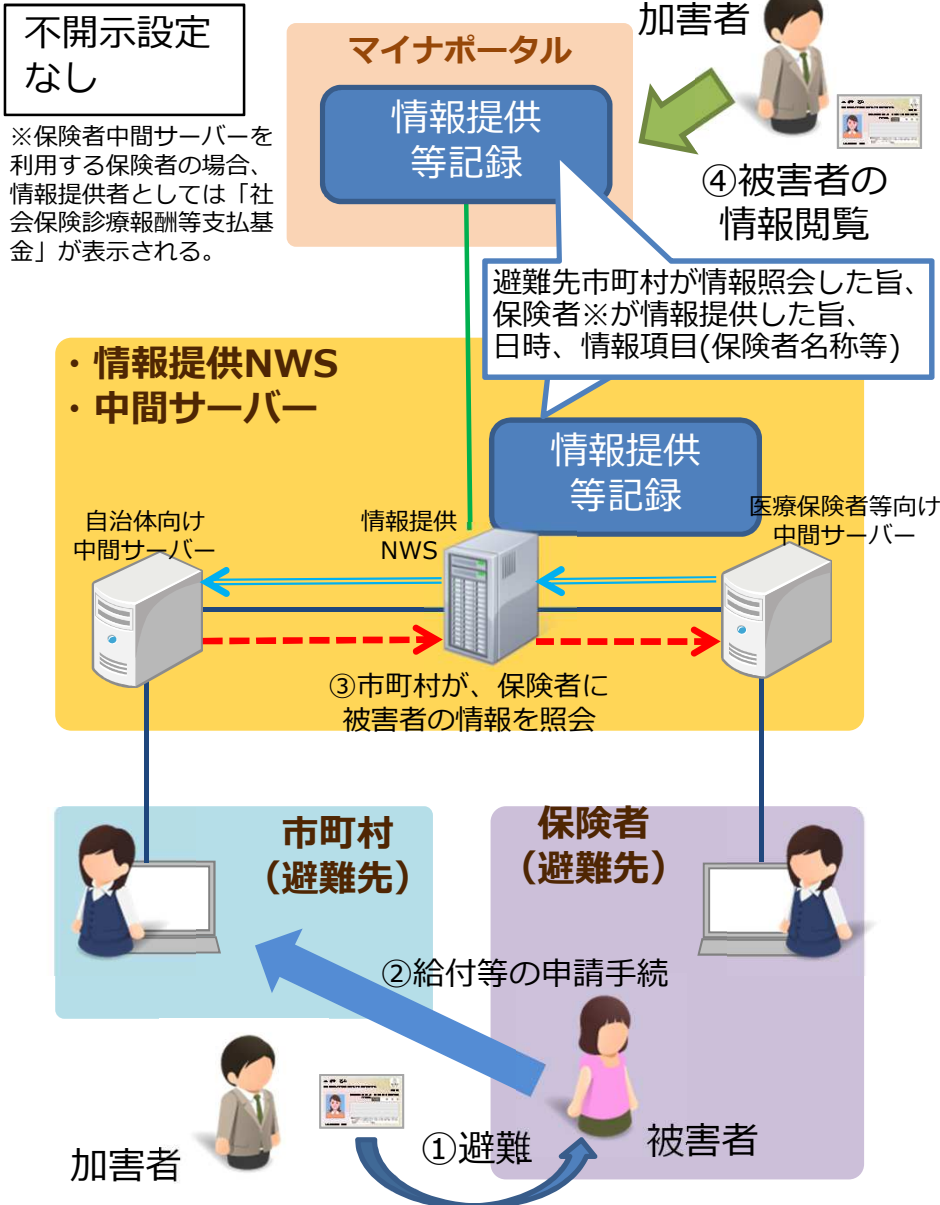 不開示設定
なし
※保険者中間サーバーを
利用する保険者の場合、
情報提供者としては「社
会保険診療報酬等支払基
金」が表示される。
マイナポータル
情報提供
等記録
加害者
④被害者の
情報閲覧
避難先市町村が情報照会した旨、
保険者※が情報提供した旨、
日時、情報項目(保険者名称等)
・情報提供NWS
・中間サーバー
情報提供
等記録
自治体向け
中間サーバー
情報提供
NWS
医療保険者等向け
中間サーバー
③市町村が、保険者に
被害者の情報を照会
市町村
（避難先）
保険者
（避難先）
②給付等の申請手続
加害者
①避難
被害者